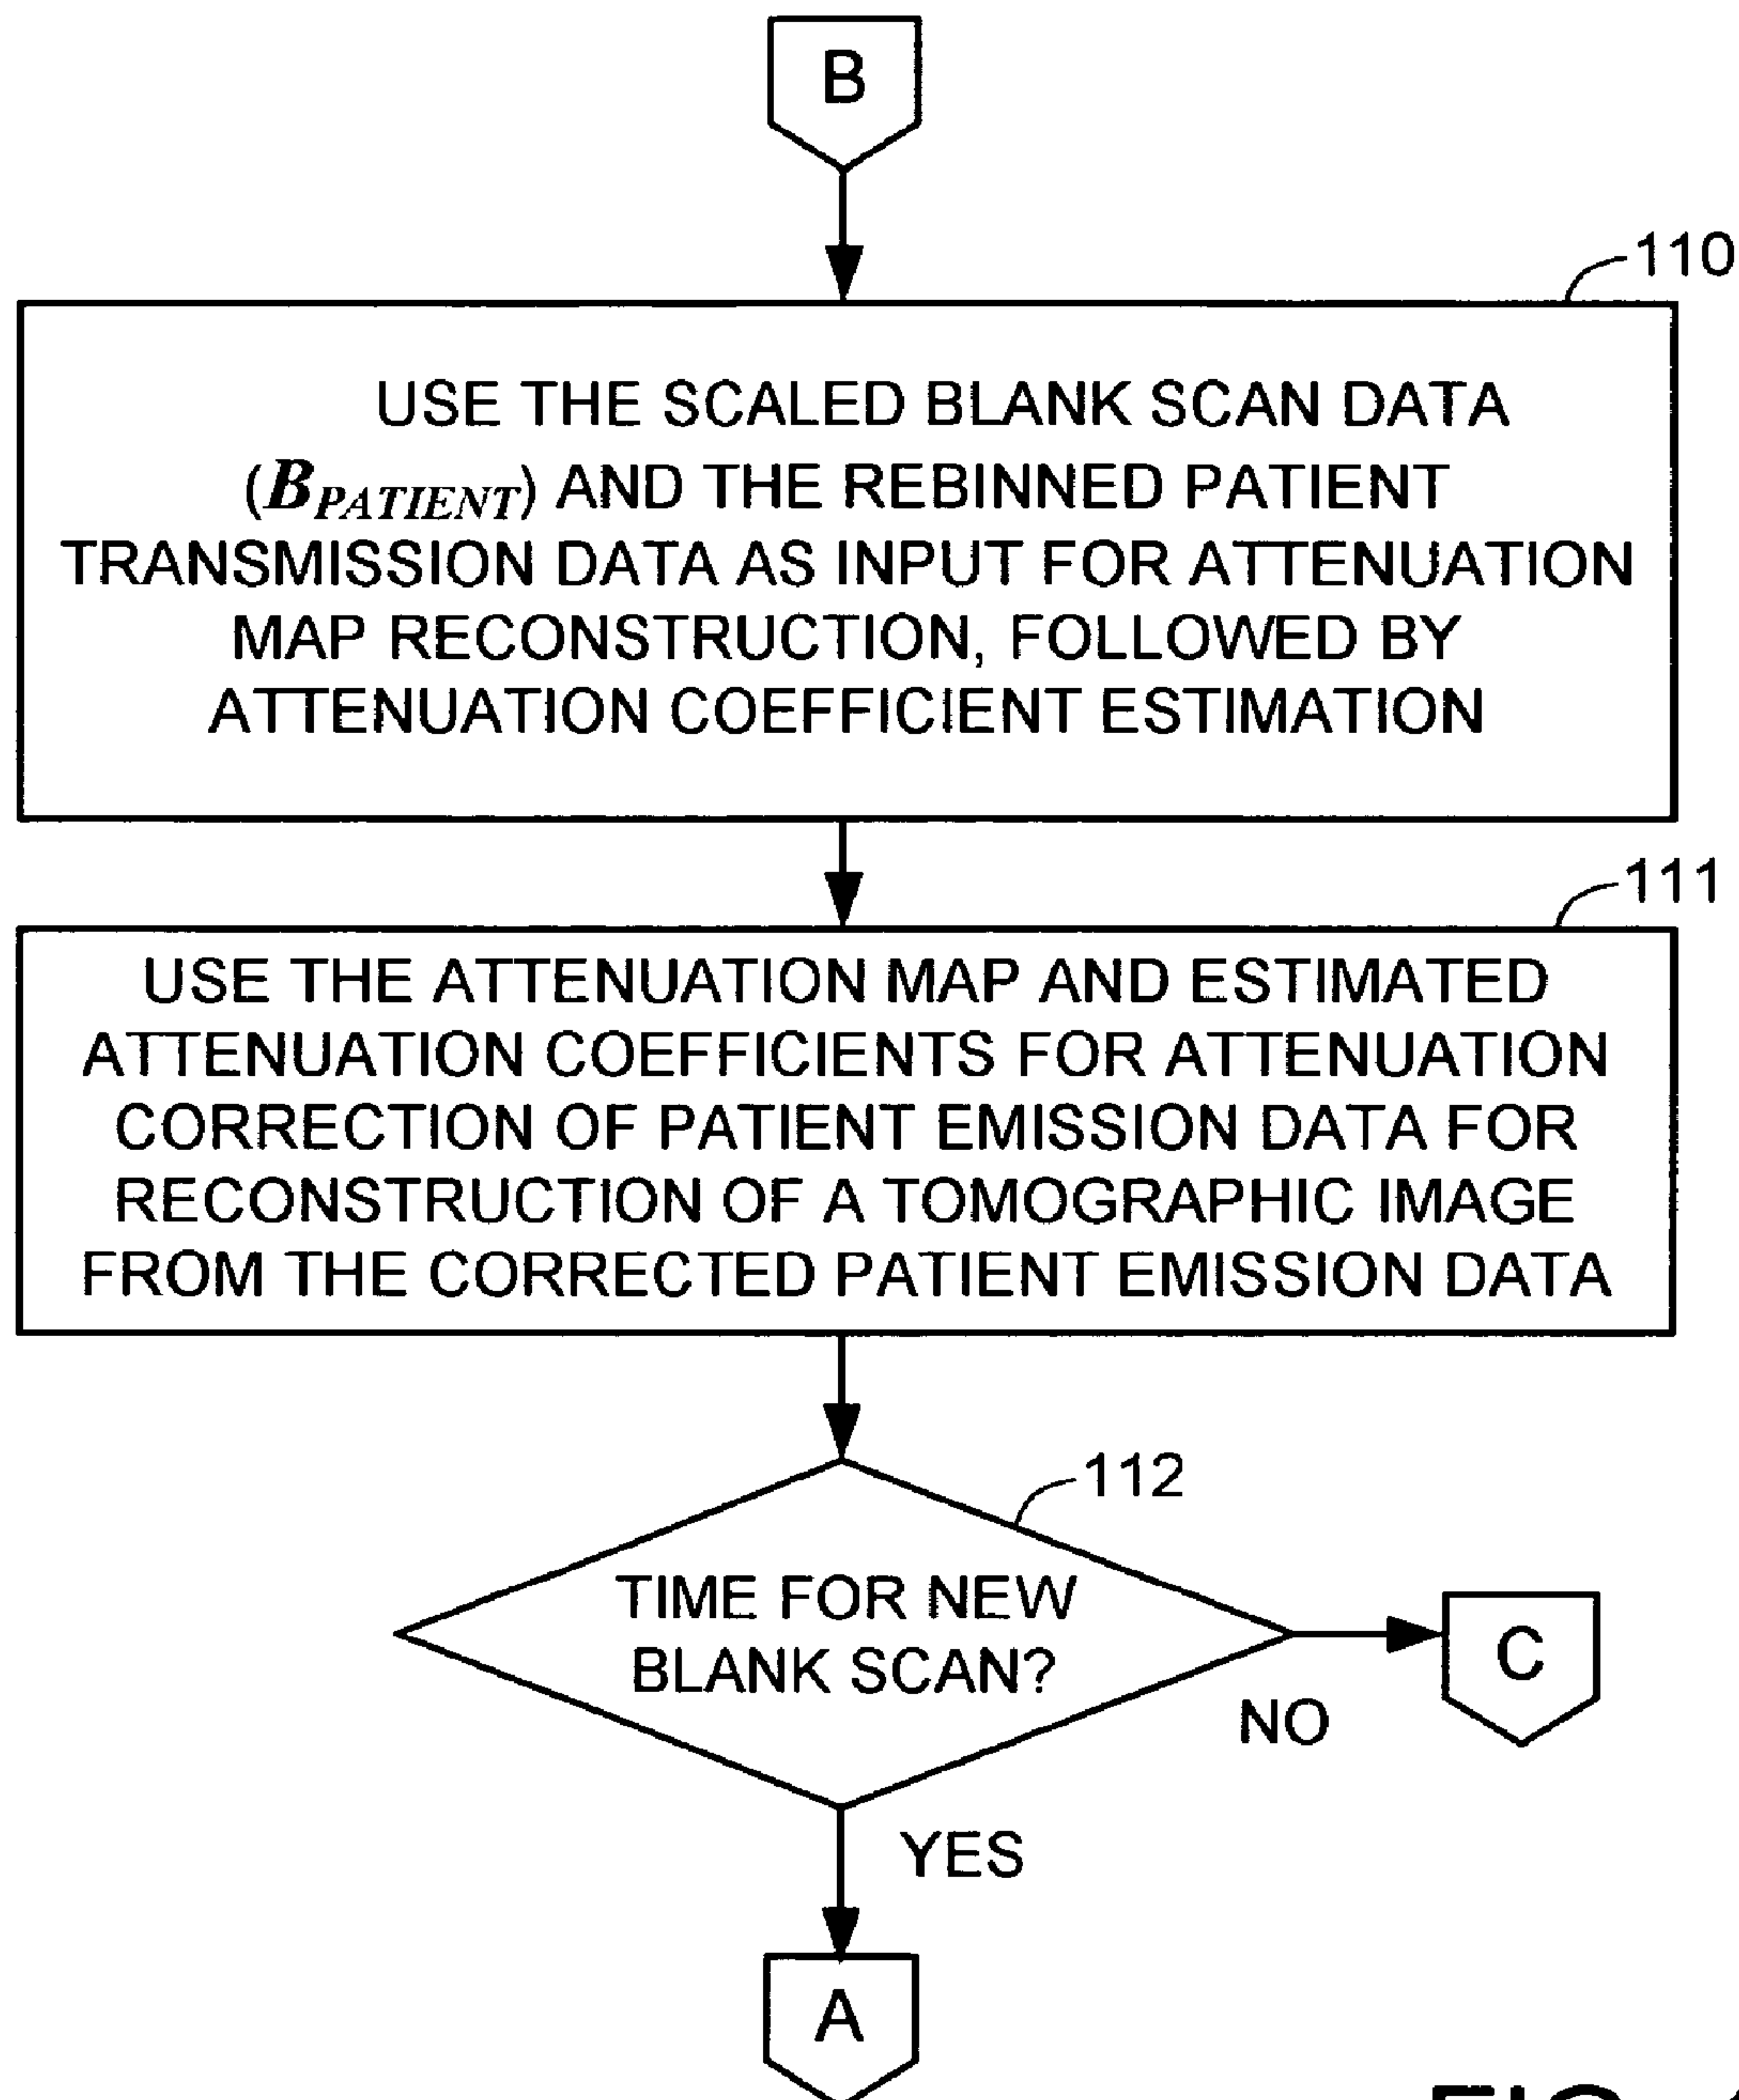 B
110
USE THE SCALED BLANK SCAN DATA
(B_PATIENT) AND THE REBINNED PATIENT
TRANSMISSION DATA AS INPUT FOR ATTENUATION
MAP RECONSTRUCTION, FOLLOWED BY
ATTENUATION COEFFICIENT ESTIMATION
111
USE THE ATTENUATION MAP AND ESTIMATED
ATTENUATION COEFFICIENTS FOR ATTENUATION
CORRECTION OF PATIENT EMISSION DATA FOR
RECONSTRUCTION OF A TOMOGRAPHIC IMAGE
FROM THE CORRECTED PATIENT EMISSION DATA
112
TIME FOR NEW
BLANK SCAN?
C
NO
YES
A